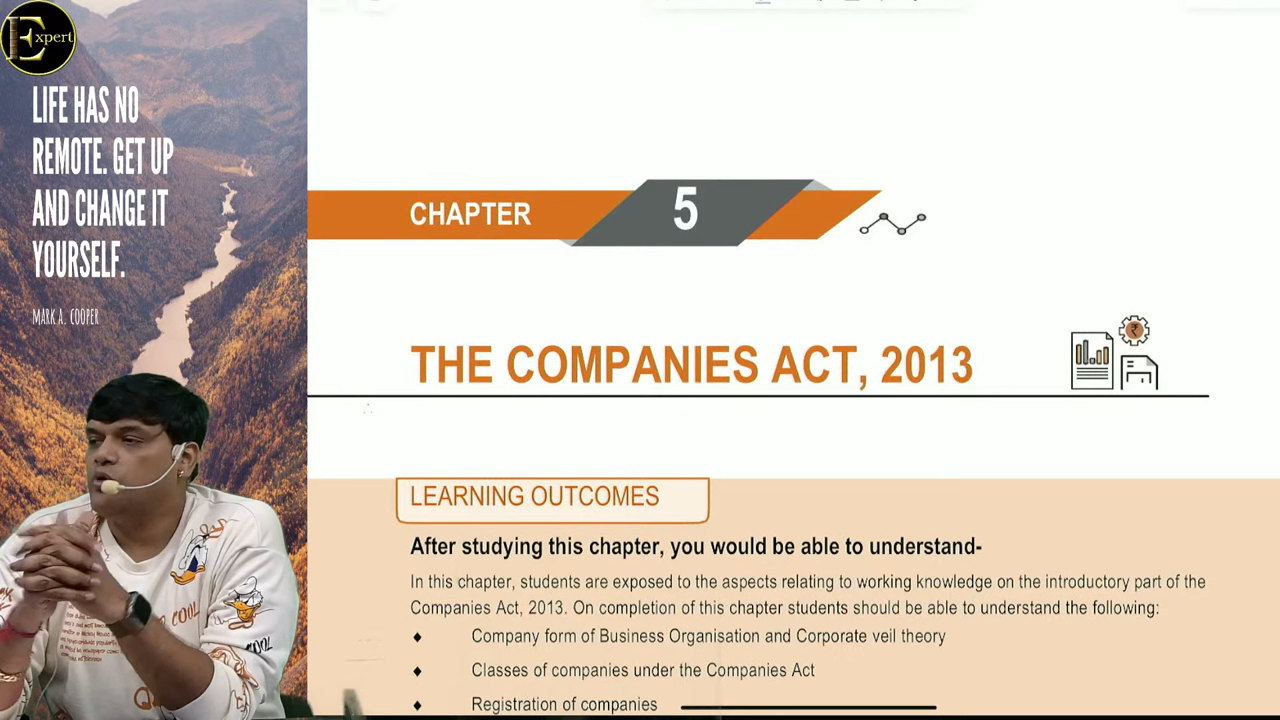 Expert
LIFE HAS NO
REMOTE. GET UP
AND CHANGE IT
YOURSELF.
MARK A. COOPER
CHAPTER 5
THE COMPANIES ACT, 2013
LEARNING OUTCOMES
After studying this chapter, you would be able to understand-
In this chapter, students are exposed to the aspects relating to working knowledge on the introductory part of the
Companies Act, 2013. On completion of this chapter students should be able to understand the following:
♦ Company form of Business Organisation and Corporate veil theory
♦ Classes of companies under the Companies Act
♦ Registration of companies
COOL